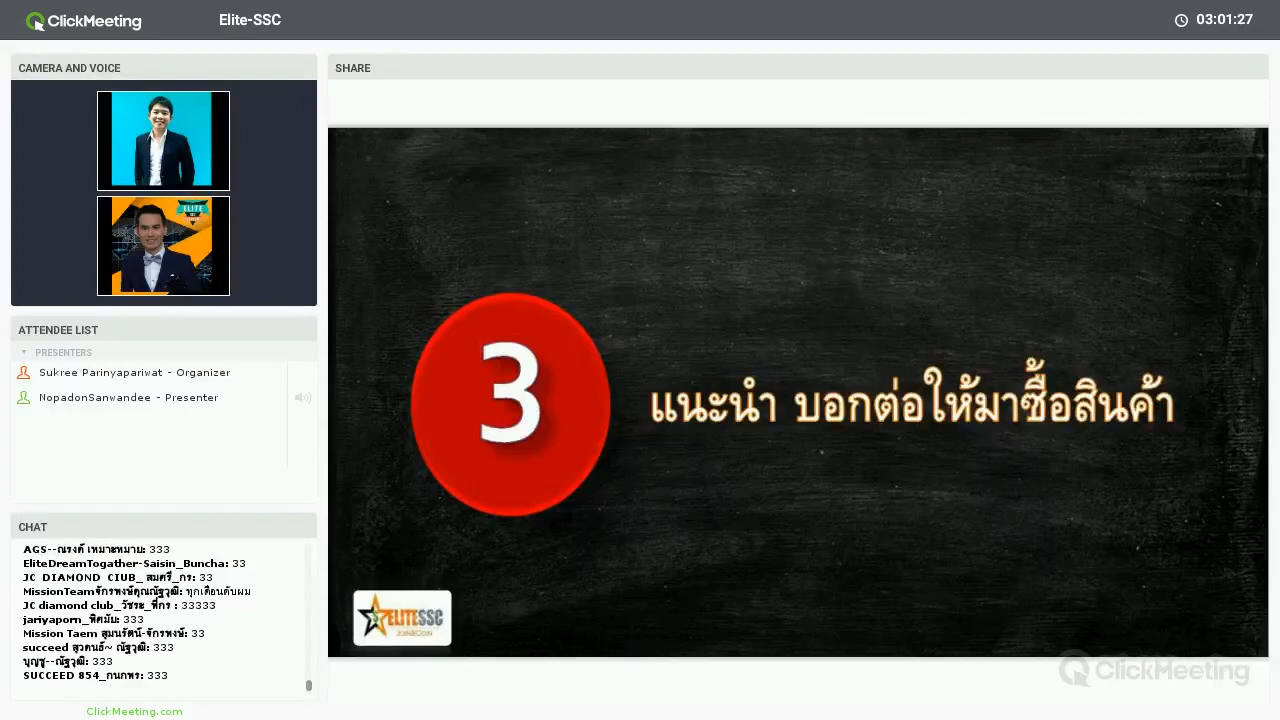 ClickMeeting
Elite-SSC
03:01:27
CAMERA AND VOICE
ELITE
ATTENDEE LIST
PRESENTERS
Sukree Parinyapariwat - Organizer
NopadonSanwandee - Presenter
CHAT
AGS--ณรงค์ เหมาะหมาย: 333
EliteDreamTogather-Saisin_Buncha: 33
JC_DIAMOND_CIUB_ สมศรี_กร: 33
MissionTeamจักรพงษ์คุณณัฐวุฒิ: ทุกเดือนคับผม
JC diamond club_วัชระ_พี่กร : 33333
jariyaporn_พิศมัย: 333
Mission Taem สุมนรัตน์-จักรพงษ์: 33
succeed สุวตนธ์~ ณัฐวุฒิ: 333
บุญชู--ณัฐวุฒิ: 333
SUCCEED 854_กนกพร: 333
ClickMeeting.com
SHARE
3
แนะนำ บอกต่อให้มาซื้อสินค้า
ELITESSC
JOIN&COIN
ClickMeeting